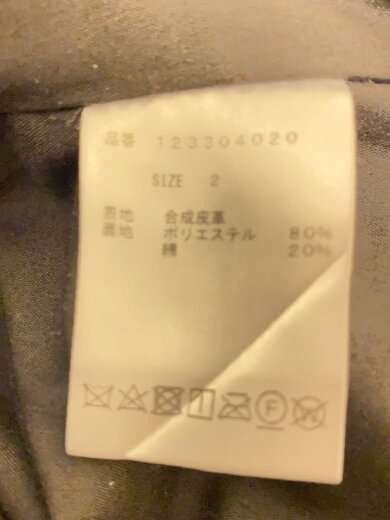 品番 123304020
SIZE 2
表地 合成皮革
裏地 ポリエステル 80%
綿 20%
F
W